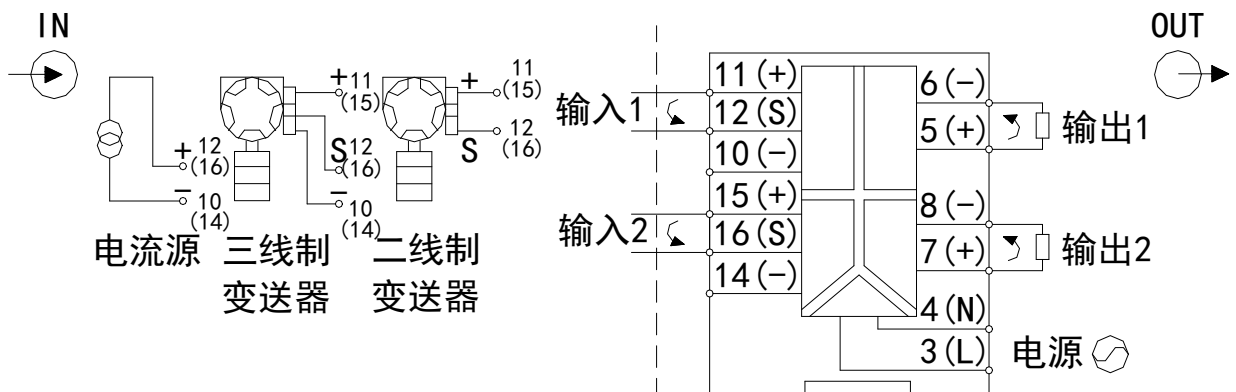 IN
OUT
+ 11
(15)
S 12
(16)
- 10
(14)
+ 11
(15)
S 12
(16)
+ 12
(16)
- 10
(14)
电流源 三线制 二线制
变送器 变送器
输入1
输入2
11(+)
12(S)
10(-)
15(+)
16(S)
14(-)
6(-)
5(+)
8(-)
7(+)
4(N)
3(L)
输出1
输出2
电源